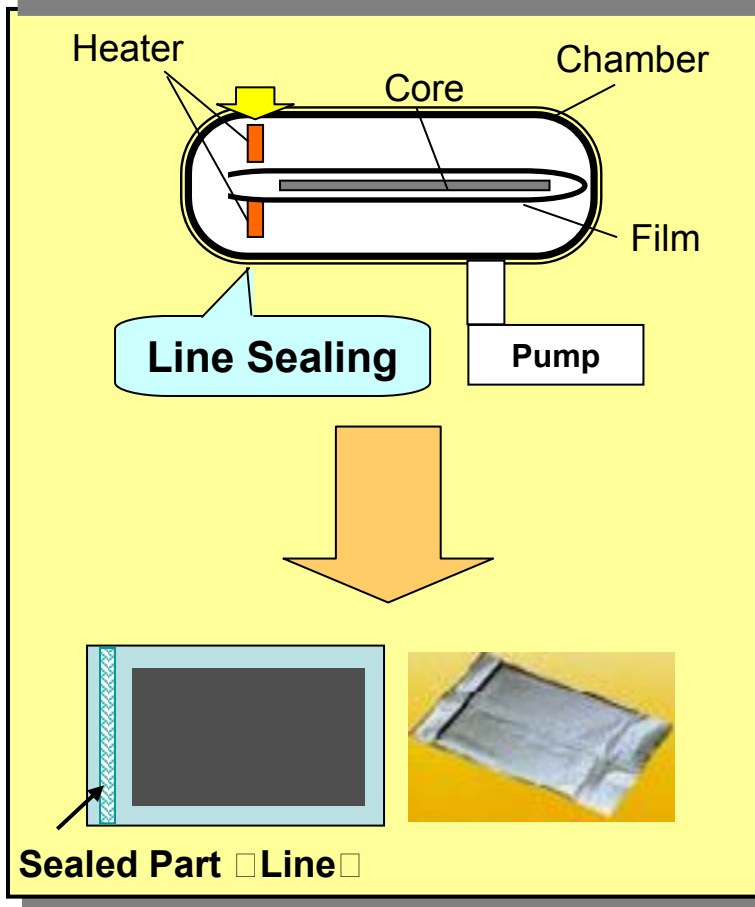 Heater
Chamber
Core
Film
Line Sealing
Pump
Sealed Part □Line□